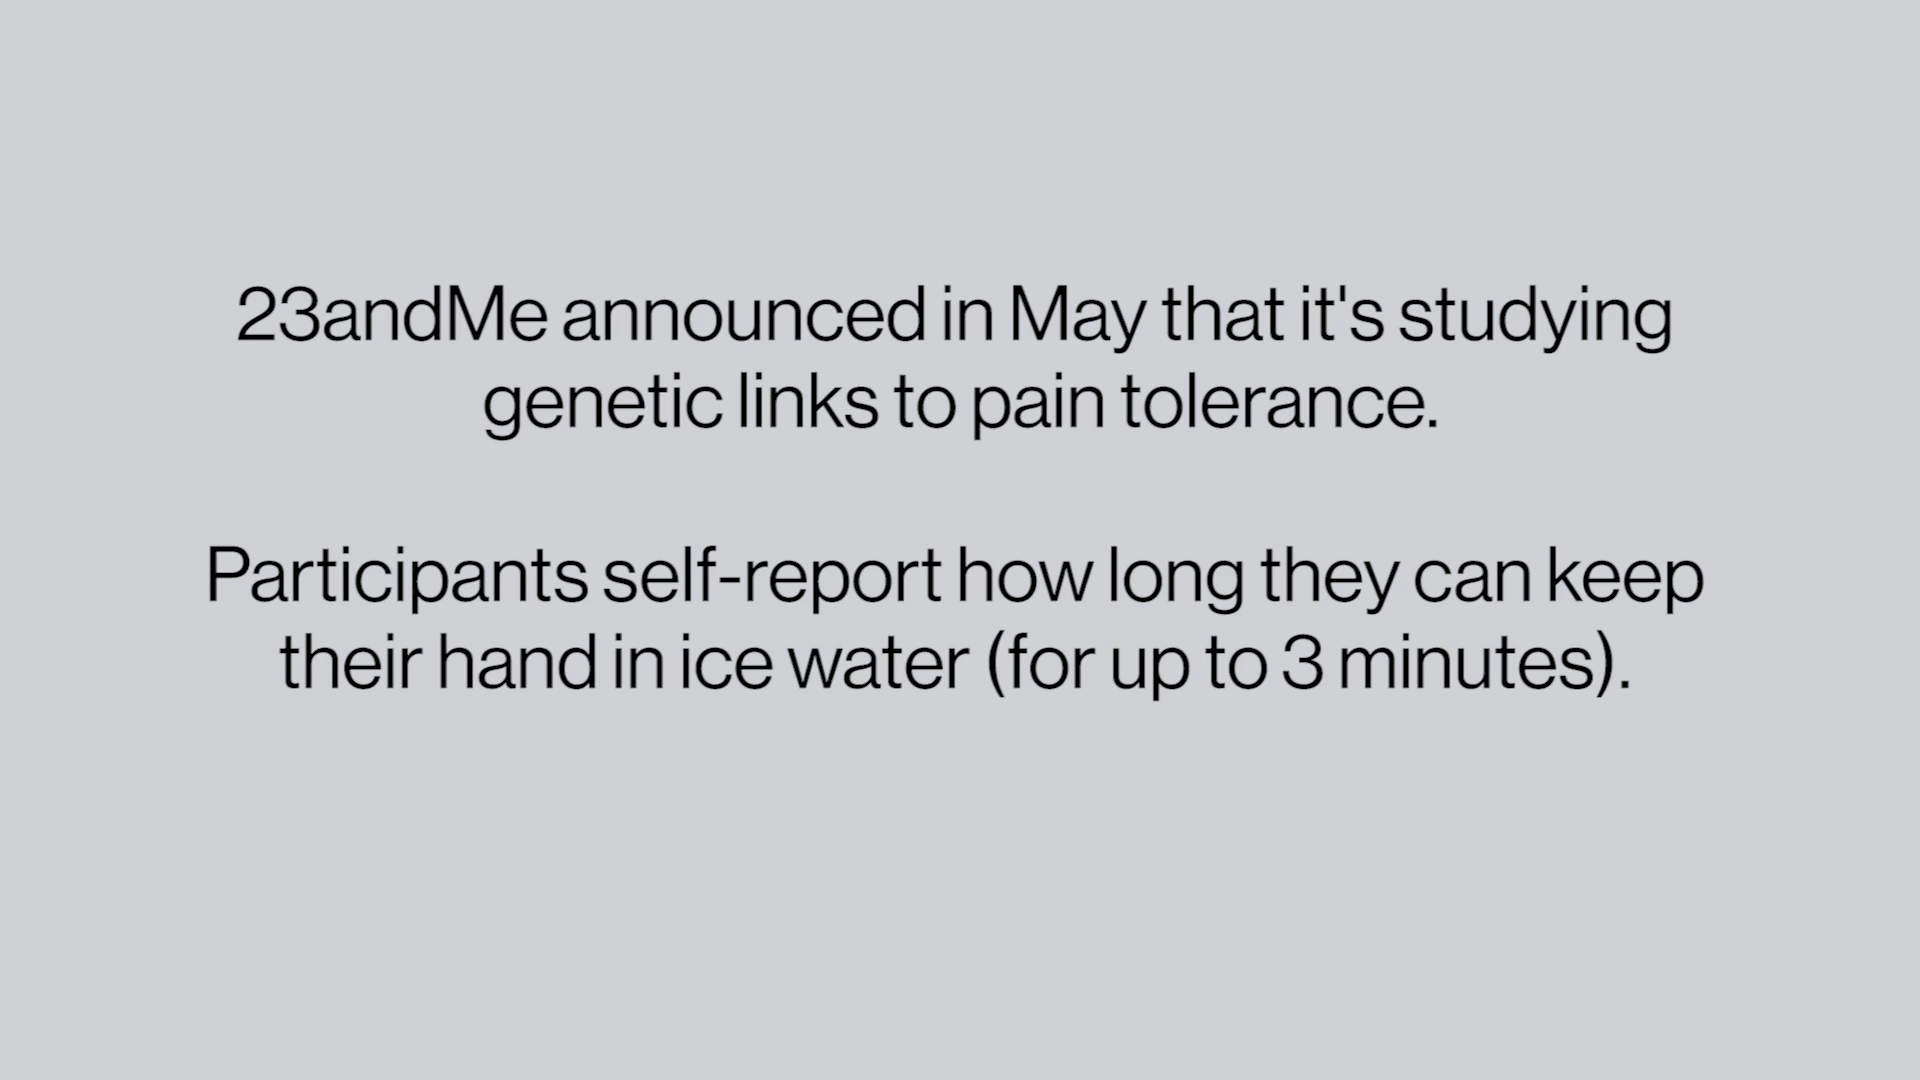 23andMe announced in May that it's studying
genetic links to pain tolerance.
Participants self-report how long they can keep
their hand in ice water (for up to 3 minutes).